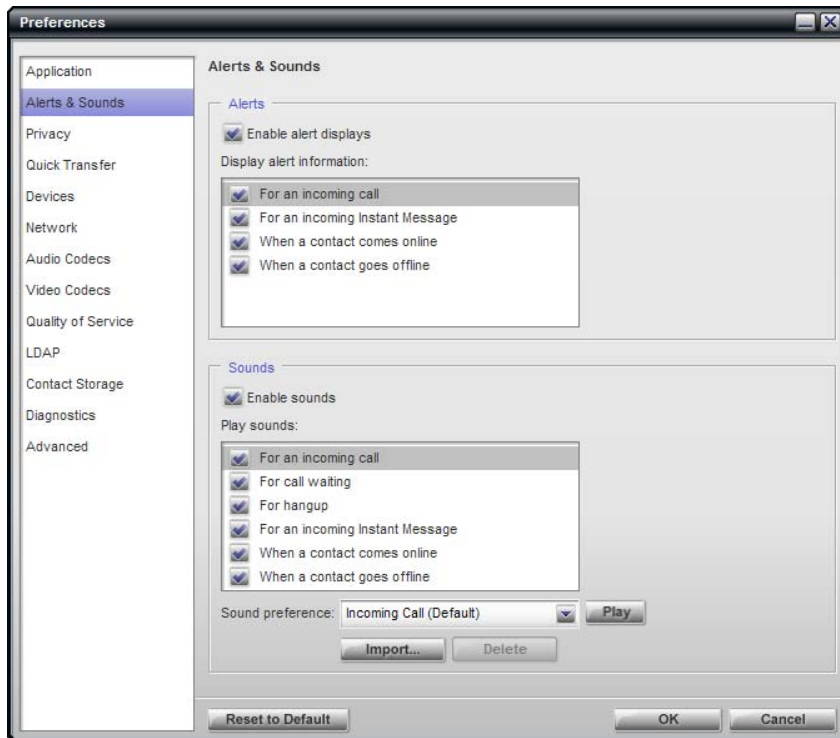 Preferences
Application
Alerts & Sounds
Privacy
Quick Transfer
Devices
Network
Audio Codecs
Video Codecs
Quality of Service
LDAP
Contact Storage
Diagnostics
Advanced
Alerts & Sounds
Alerts
Enable alert displays
Display alert information:
For an incoming call
For an incoming Instant Message
When a contact comes online
When a contact goes offline
Sounds
Enable sounds
Play sounds:
For an incoming call
For call waiting
For hangup
For an incoming Instant Message
When a contact comes online
When a contact goes offline
Sound preference: Incoming Call (Default) Play
Import... Delete
Reset to Default OK Cancel